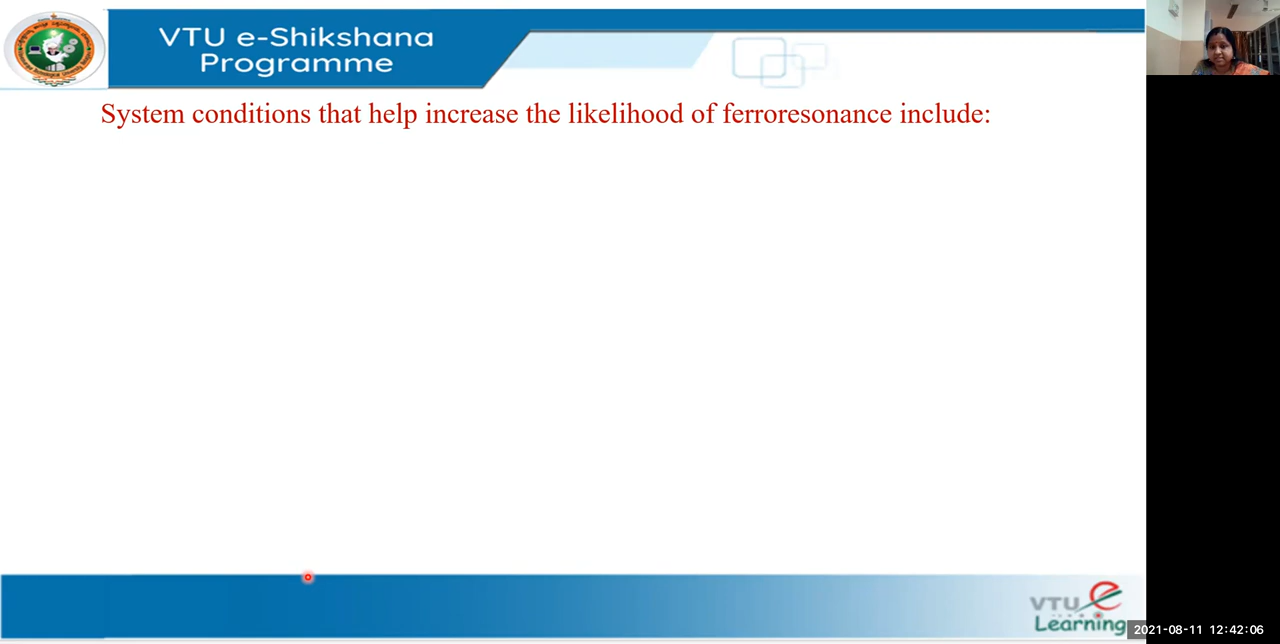 VTU e-Shikshana
Programme
System conditions that help increase the likelihood of ferroresonance include:
VTU e
Learning
2021-08-11 12:42:06